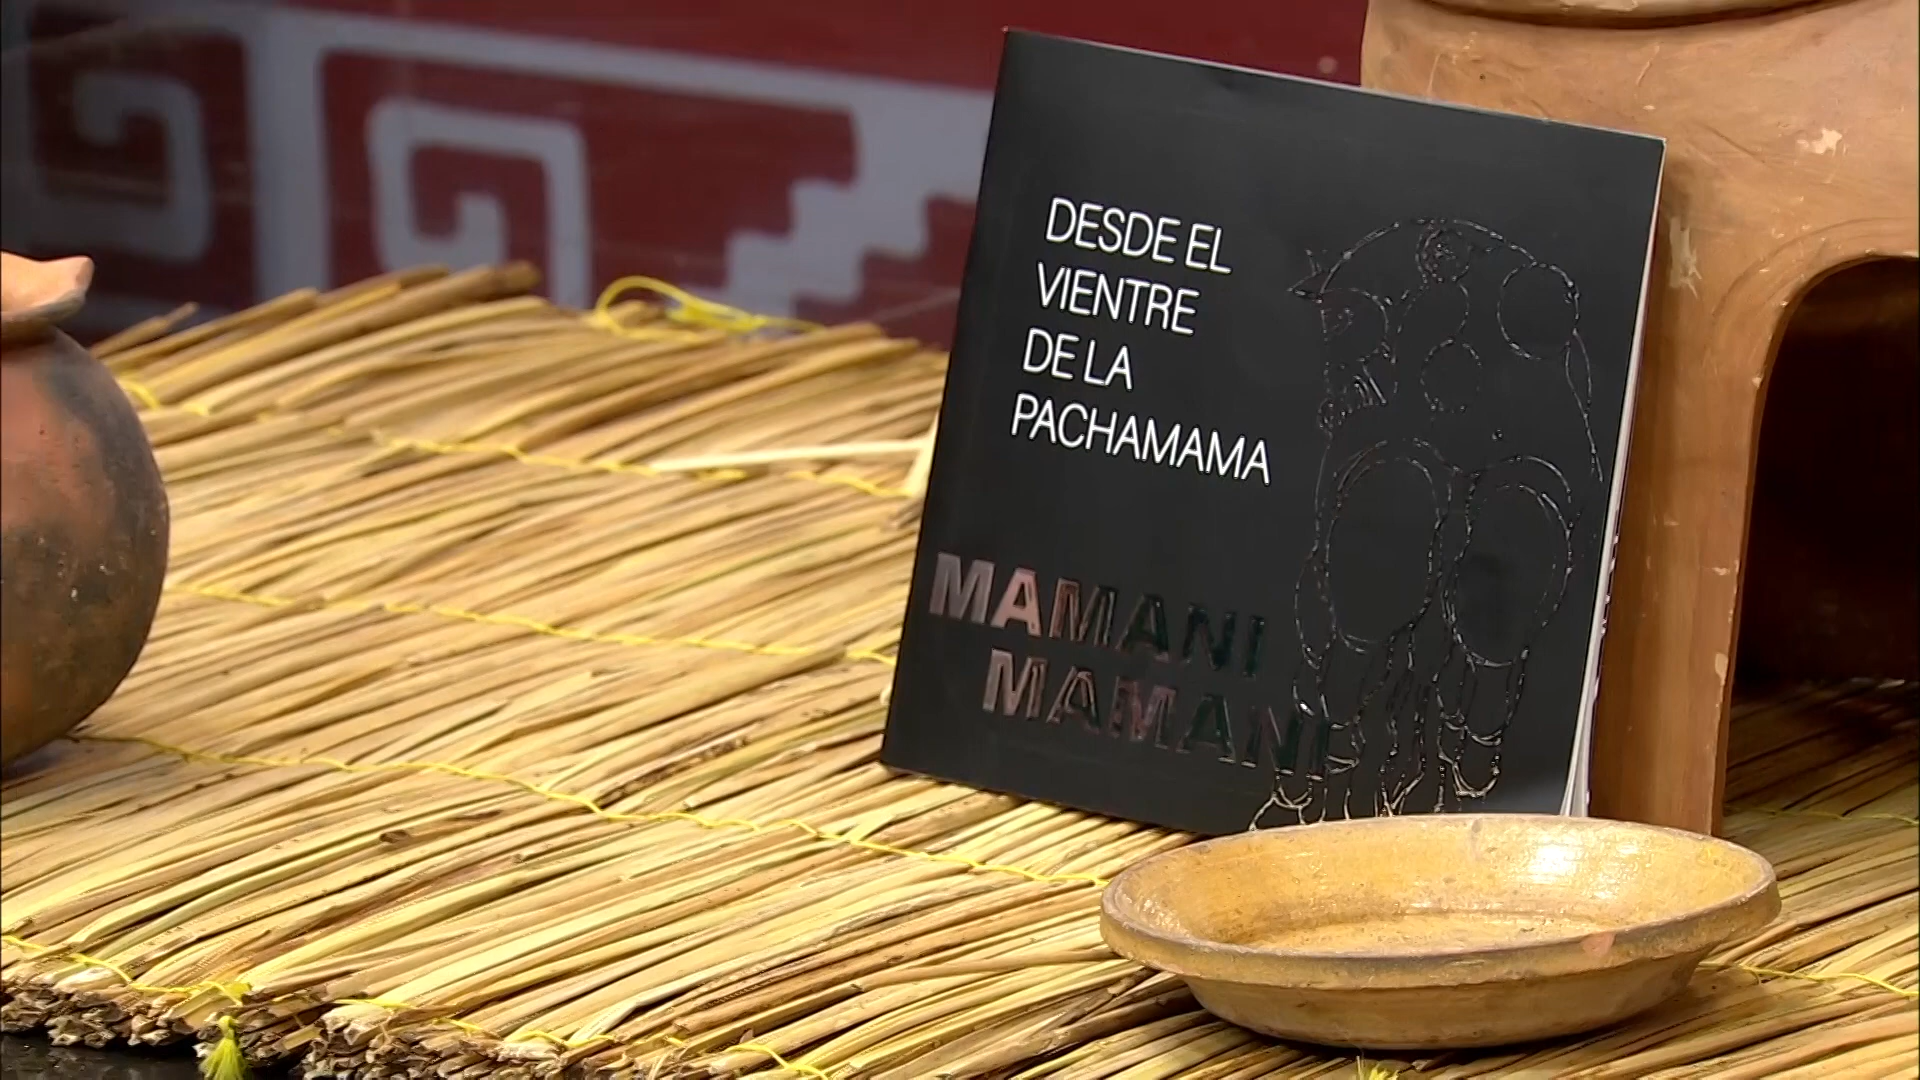 DESDE EL
VIENTRE
DE LA
PACHAMAMA
MAMANI
MAMANI